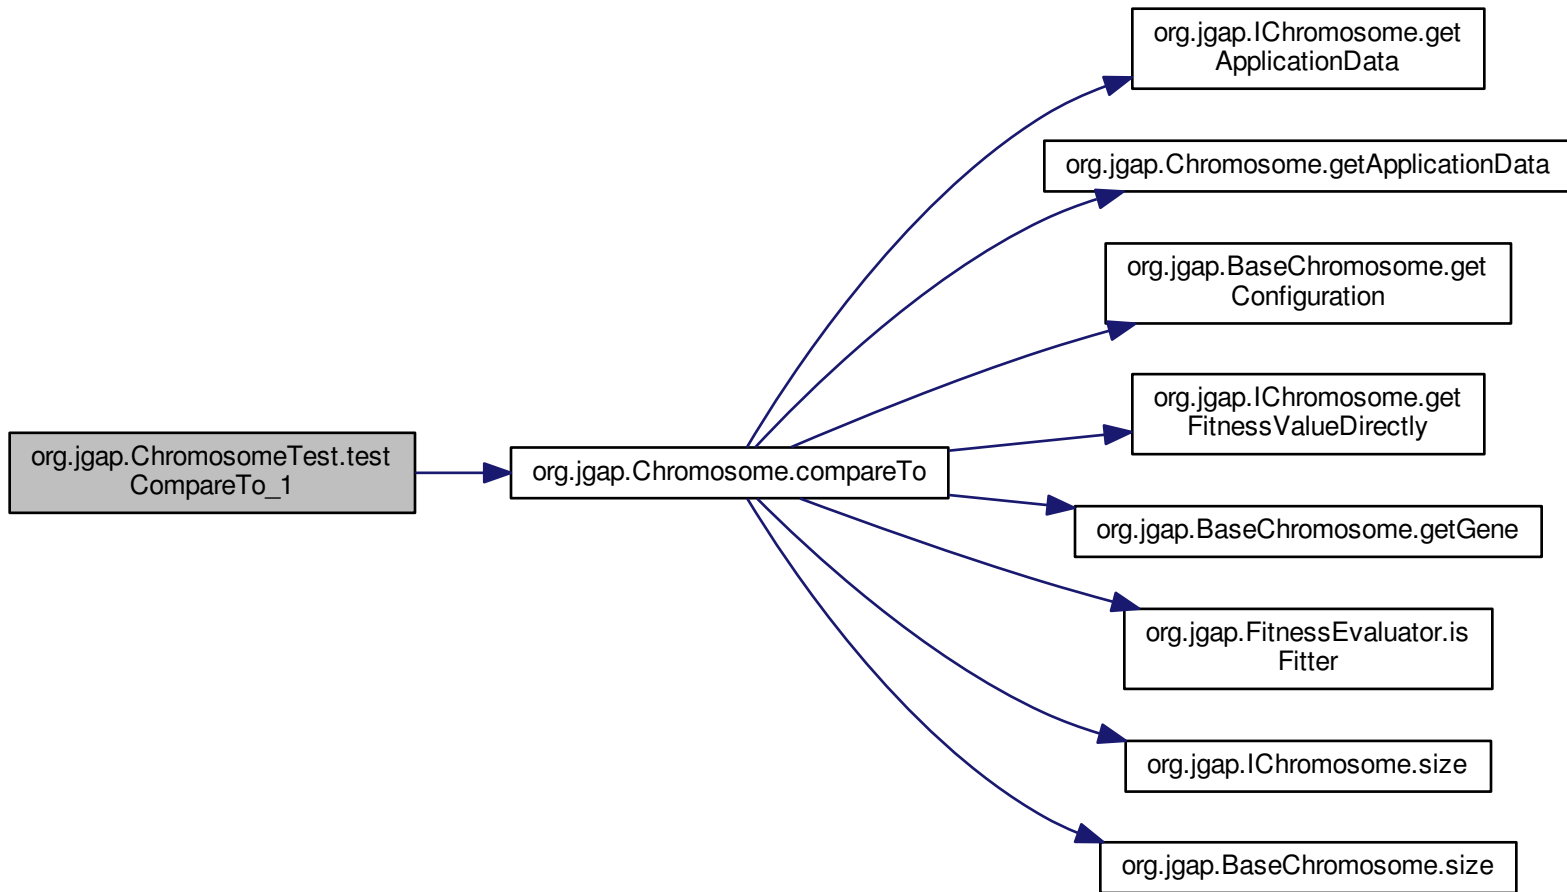 org.jgap.IChromosome.get
ApplicationData
org.jgap.Chromosome.getApplicationData
org.jgap.BaseChromosome.get
Configuration
org.jgap.IChromosome.get
FitnessValueDirectly
org.jgap.ChromosomeTest.test
CompareTo_1
org.jgap.Chromosome.compareTo
org.jgap.BaseChromosome.getGene
org.jgap.FitnessEvaluator.is
Fitter
org.jgap.IChromosome.size
org.jgap.BaseChromosome.size